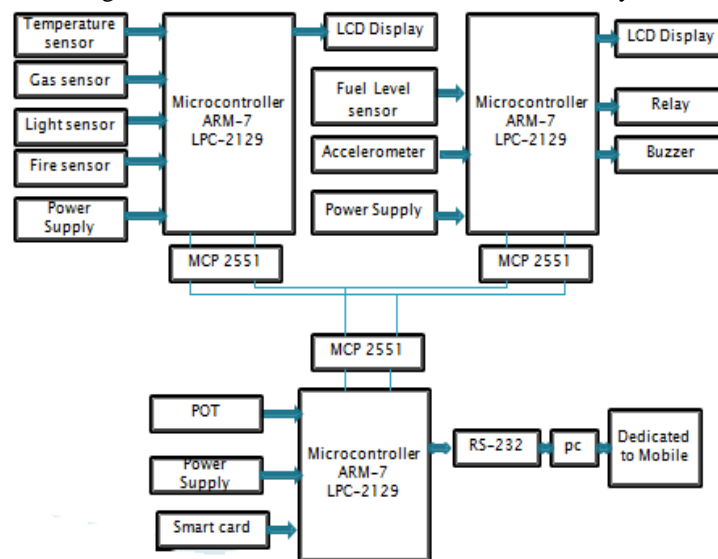 Temperature
sensor
Gas sensor
Light sensor
Fire sensor
Power
Supply
Microcontroller
ARM-7
LPC-2129
LCD Display
Fuel Level
sensor
Accelerometer
Power Supply
Microcontroller
ARM-7
LPC-2129
LCD Display
Relay
Buzzer
MCP 2551
MCP 2551
MCP 2551
POT
Power
Supply
Smart card
Microcontroller
ARM-7
LPC-2129
RS-232
pc
Dedicated
to Mobile